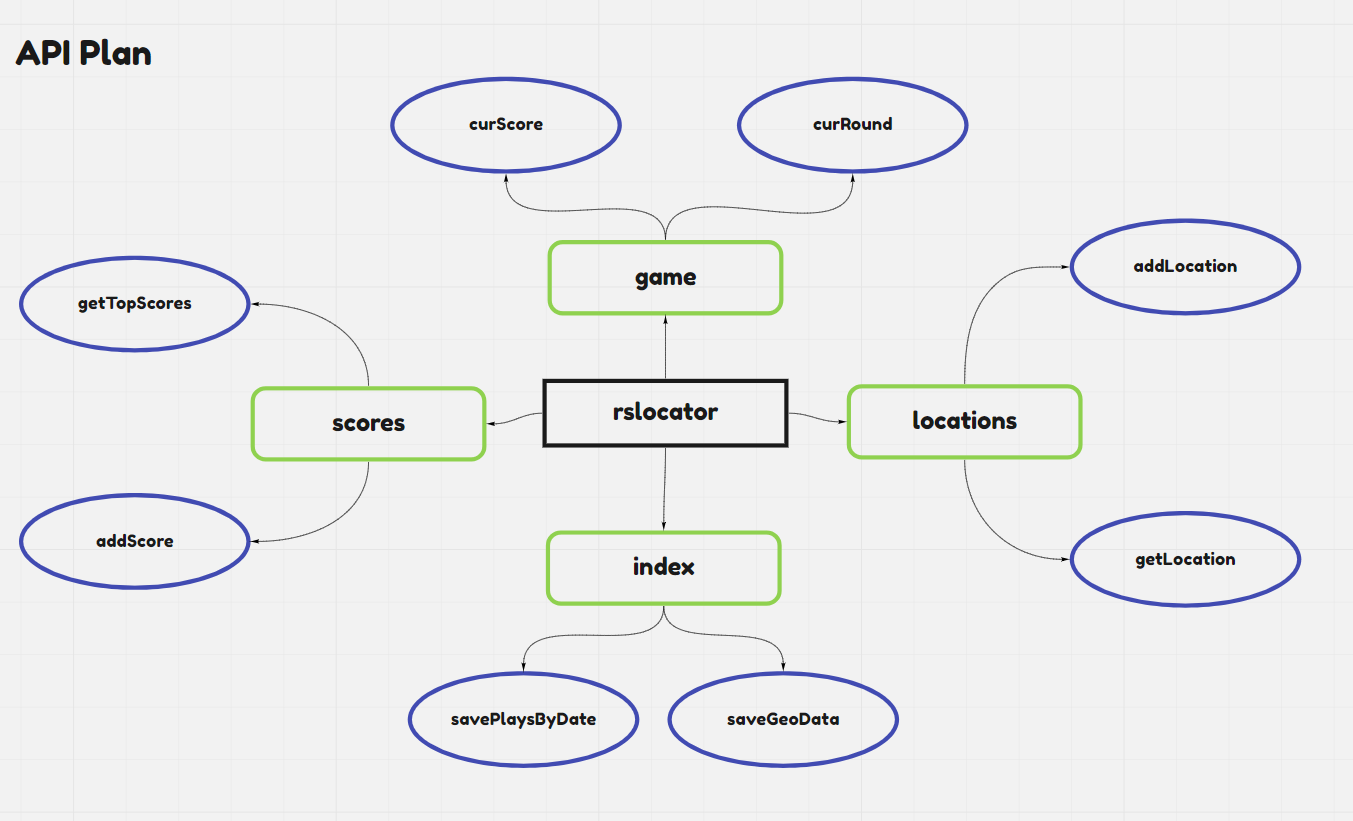 API Plan
curScore
curRound
addLocation
game
getTopScores
rslocator
locations
scores
addScore
getLocation
index
savePlaysByDate
saveGeoData